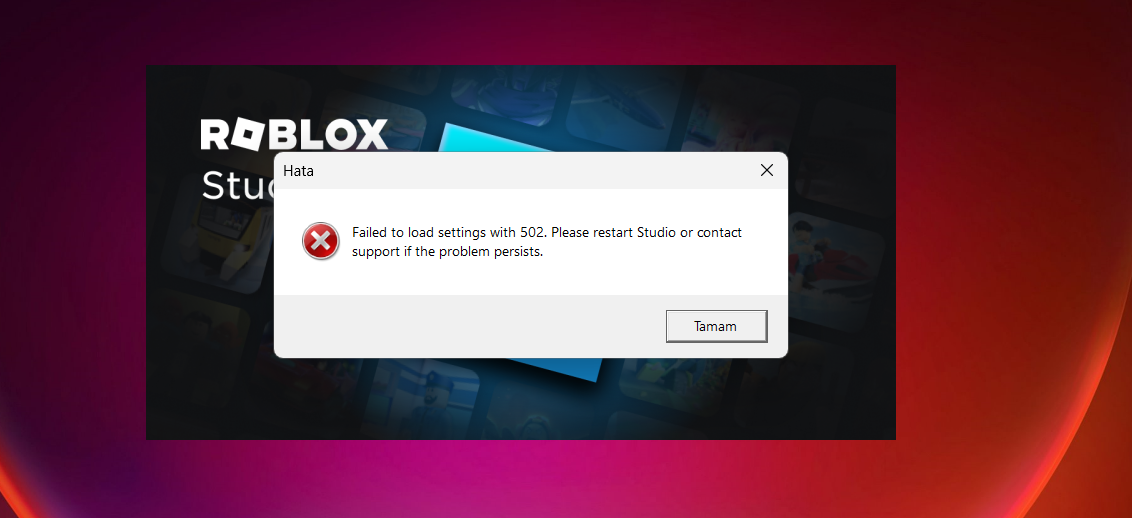 ROBLOX
Hata
Stu
Failed to load settings with 502. Please restart Studio or contact
support if the problem persists.
Tamam